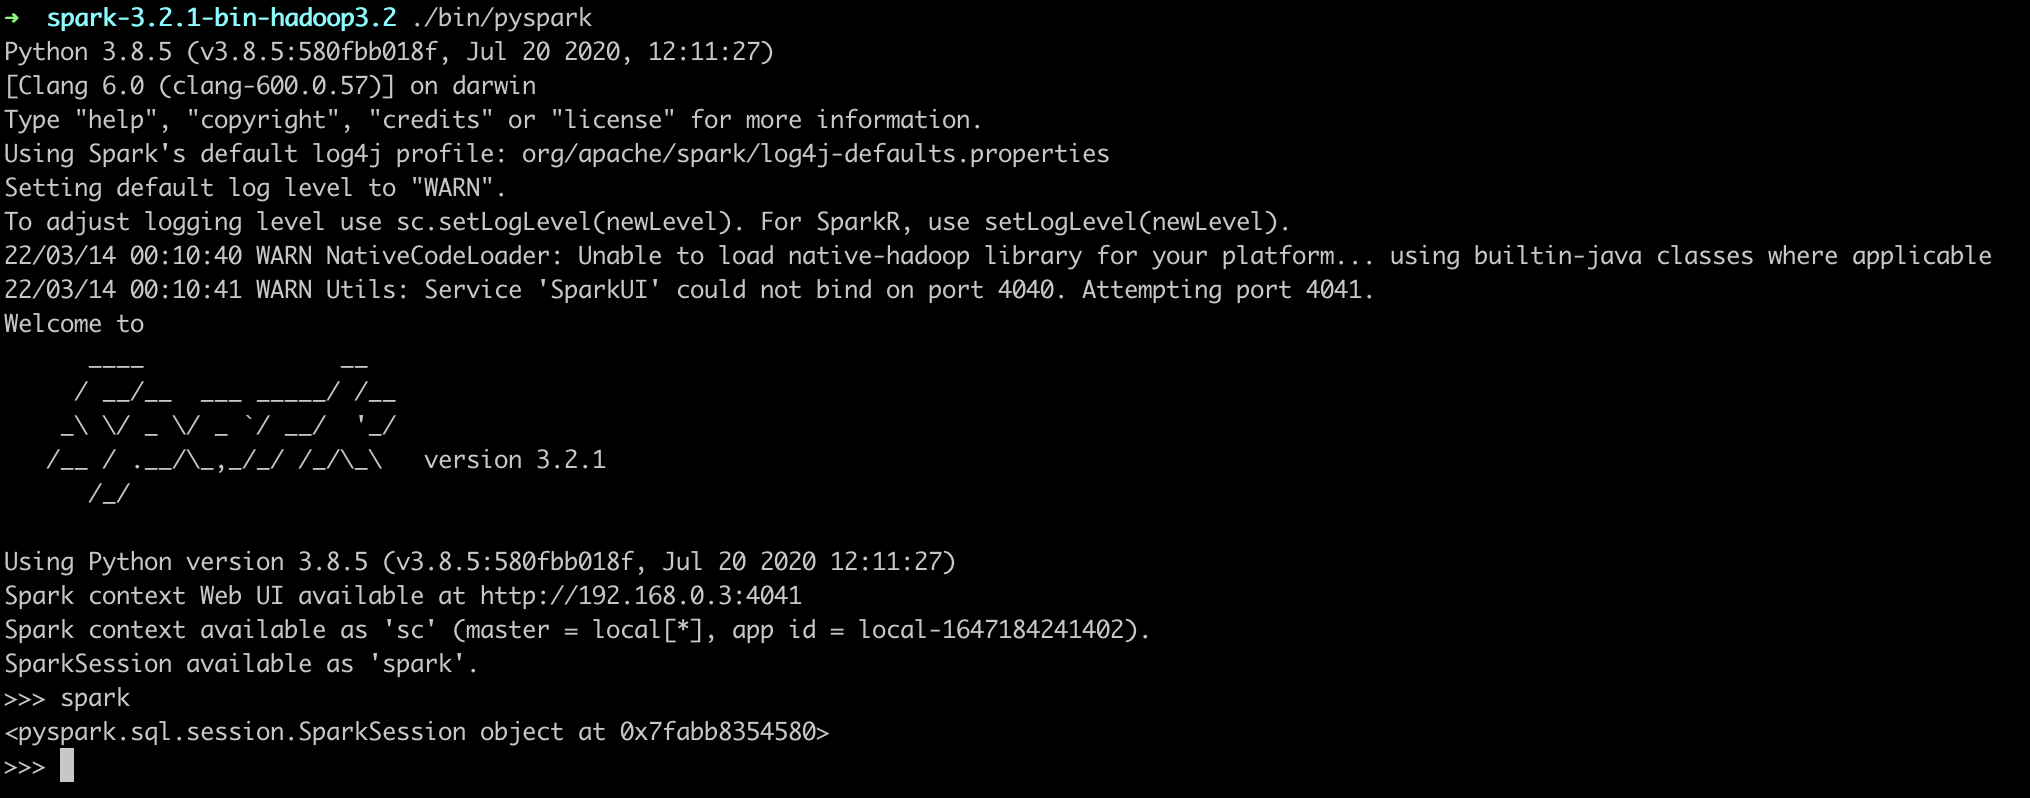 ➜  spark-3.2.1-bin-hadoop3.2 ./bin/pyspark
Python 3.8.5 (v3.8.5:580fbb018f, Jul 20 2020, 12:11:27)
[Clang 6.0 (clang-600.0.57)] on darwin
Type "help", "copyright", "credits" or "license" for more information.
Using Spark's default log4j profile: org/apache/spark/log4j-defaults.properties
Setting default log level to "WARN".
To adjust logging level use sc.setLogLevel(newLevel). For SparkR, use setLogLevel(newLevel).
22/03/14 00:10:40 WARN NativeCodeLoader: Unable to load native-hadoop library for your platform... using builtin-java classes where applicable
22/03/14 00:10:41 WARN Utils: Service 'SparkUI' could not bind on port 4040. Attempting port 4041.
Welcome to
      ____              __
     / __/__  ___ _____/ /__
    _\ \/ _ \/ _ `/ __/  '_/
   /__ / .__/\_,_/_/ /_/\_\   version 3.2.1
      /_/
Using Python version 3.8.5 (v3.8.5:580fbb018f, Jul 20 2020 12:11:27)
Spark context Web UI available at http://192.168.0.3:4041
Spark context available as 'sc' (master = local[*], app id = local-1647184241402).
SparkSession available as 'spark'.
>>> spark
<pyspark.sql.session.SparkSession object at 0x7fabb8354580>
>>>